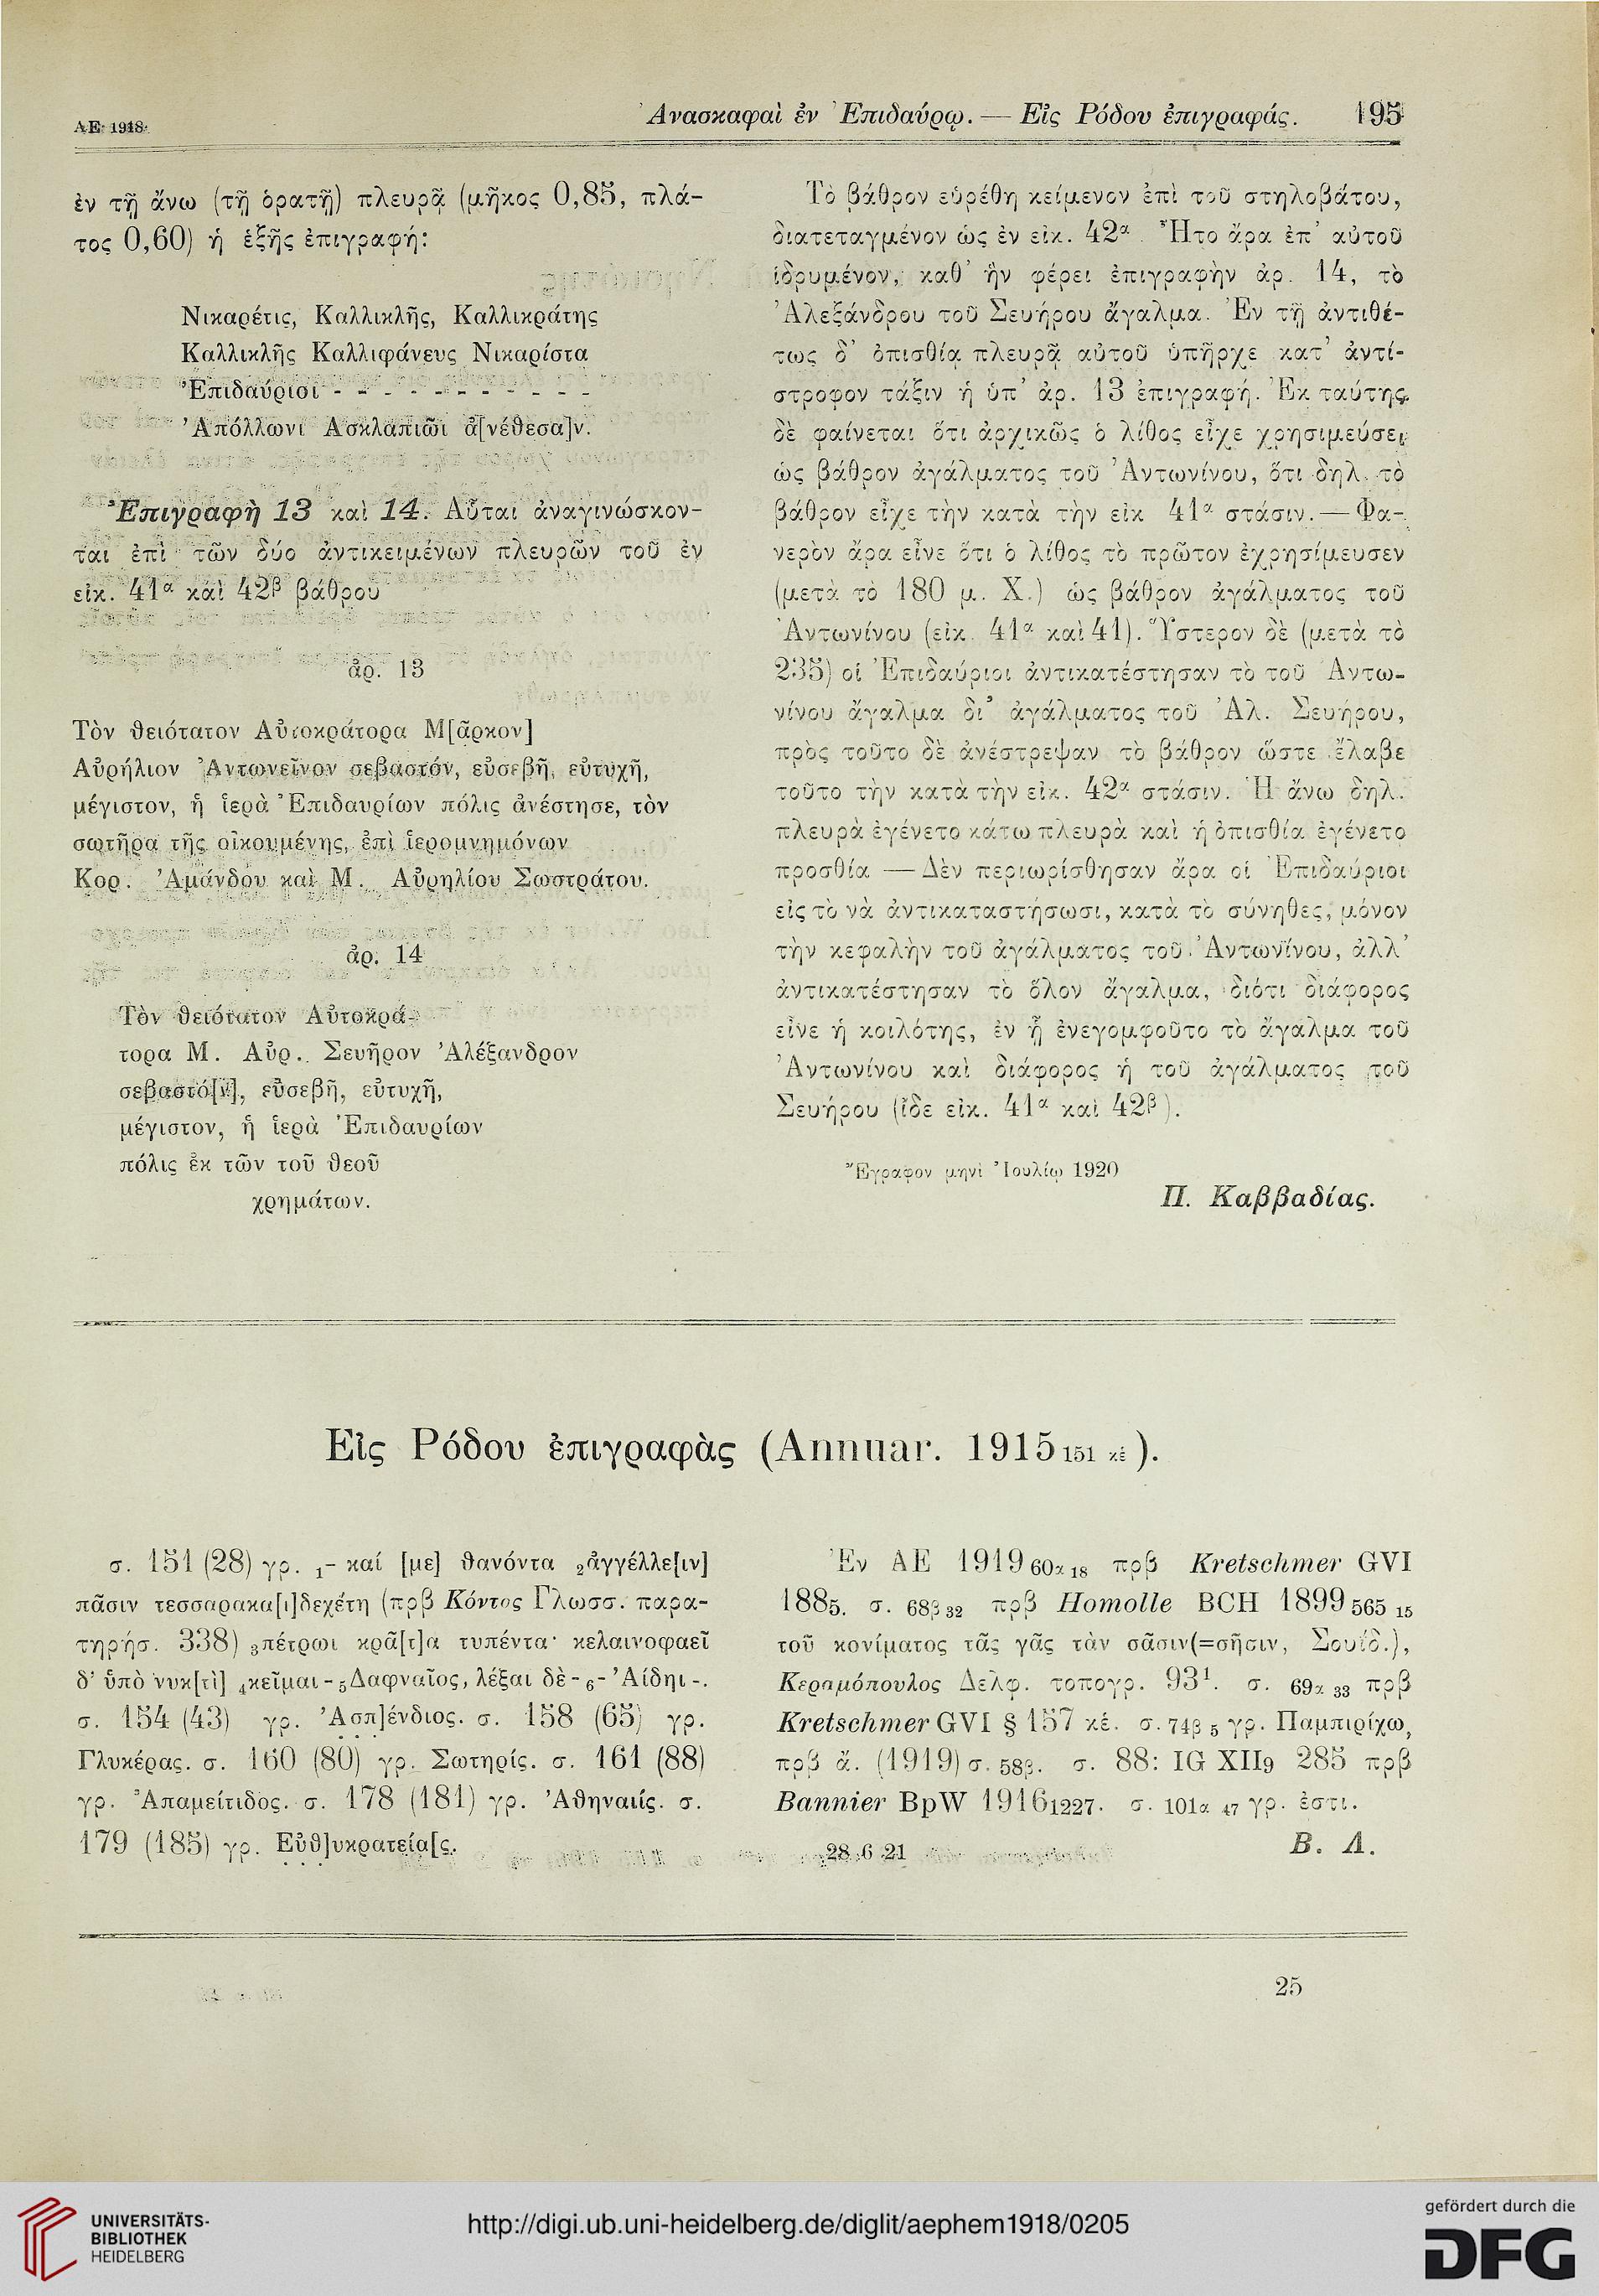 ΑΕ 1918
Ἀνασκαφαὶ ἐν Ἐπιδαύρῳ. — Εἰς Ρόδου ἐπιγραφάς. 195
ἐν τῇ ἄνω (τῇ ὁρατῇ) πλευρᾷ (μῆκος 0,85, πλά-
τος 0,60) ἡ ἑξῆς ἐπιγραφή:
Νικαρέτις, Καλλικλῆς, Καλλικράτης
Καλλικλῆς Καλλιφάνευς Νικαρίστα
Ἐπιδαύριοι - - - - - - - - - - -
Ἀπόλλωνι Ἀσκλαπιῶι ἀ[νέθεσα]ν.
Ἐπιγραφὴ 13 καὶ 14. Αὗται ἀναγινώσκον-
ται ἐπὶ τῶν δύο ἀντικειμένων πλευρῶν τοῦ ἐν
εἰκ. 41α καὶ 42β βάθρου
ἀρ. 13
Τὸν θειότατον Αὐτοκράτορα Μ[ᾶρκον]
Αὐρήλιον Ἀντωνεῖνον σεβαστόν, εὐσεβῆ, εὐτυχῆ,
μέγιστον, ἡ ἱερὰ Ἐπιδαυρίων πόλις ἀνέστησε, τὸν
σωτῆρα τῆς οἰκουμένης, ἐπὶ ἱερομνημόνων
Κορ. Ἀμάνδου καὶ Μ. Αὐρηλίου Σωστράτου.
ἀρ. 14
Τὸν θειότατον Αὐτοκρά-
τορα Μ. Αὐρ. Σευῆρον Ἀλέξανδρον
σεβαστό[ν], εὐσεβῆ, εὐτυχῆ,
μέγιστον, ἡ ἱερὰ Ἐπιδαυρίων
πόλις ἐκ τῶν τοῦ θεοῦ
χρημάτων.
Τὸ βάθρον εὑρέθη κείμενον ἐπὶ τοῦ στηλοβάτου,
διατεταγμένον ὡς ἐν εἰκ. 42α. Ἦτο ἄρα ἐπ' αὐτοῦ
ἱδρυμένον, καθ' ἣν φέρει ἐπιγραφὴν ἀρ. 14, τὸ
Ἀλεξάνδρου τοῦ Σευήρου ἄγαλμα. Ἐν τῇ ἀντιθέ-
τως δ' ὀπισθίᾳ πλευρᾷ αὐτοῦ ὑπῆρχε κατ' ἀντί-
στροφον τάξιν ἡ ὑπ' ἀρ. 13 ἐπιγραφή. Ἐκ ταύτης
δὲ φαίνεται ὅτι ἀρχικῶς ὁ λίθος εἶχε χρησιμεύσει
ὡς βάθρον ἀγάλματος τοῦ Ἀντωνίνου, ὅτι δηλ. τὸ
βάθρον εἶχε τὴν κατὰ τὴν εἰκ 41α στάσιν. — Φα-
νερὸν ἄρα εἶνε ὅτι ὁ λίθος τὸ πρῶτον ἐχρησίμευσεν
(μετὰ τὸ 180 μ. Χ.) ὡς βάθρον ἀγάλματος τοῦ
Ἀντωνίνου (εἰκ. 41α καὶ 41). Ὕστερον δὲ (μετὰ τὸ
235) οἱ Ἐπιδαύριοι ἀντικατέστησαν τὸ τοῦ Ἀντω-
νίνου ἄγαλμα δι' ἀγάλματος τοῦ Ἀλ. Σευήρου,
πρὸς τοῦτο δὲ ἀνέστρεψαν τὸ βάθρον ὥστε ἔλαβε
τοῦτο τὴν κατὰ τὴν εἰκ. 42α στάσιν. Ἡ ἄνω δηλ.
πλευρὰ ἐγένετο κάτω πλευρὰ καὶ ἡ ὀπισθία ἐγένετο
προσθία — Δὲν περιωρίσθησαν ἄρα οἱ Ἐπιδαύριοι
εἰς τὸ νὰ ἀντικαταστήσωσι, κατὰ τὸ σύνηθες, μόνον
τὴν κεφαλὴν τοῦ ἀγάλματος τοῦ Ἀντωνίνου, ἀλλ'
ἀντικατέστησαν τὸ ὅλον ἄγαλμα, διότι διάφορος
εἶνε ἡ κοιλότης, ἐν ᾗ ἐνεγομφοῦτο τὸ ἄγαλμα τοῦ
Ἀντωνίνου καὶ διάφορος ἡ τοῦ ἀγάλματος τοῦ
Σευήρου (ἴδε εἰκ. 41α καὶ 42β).
Ἔγραφον μηνὶ Ἰουλίῳ 1920
Π. Καββαδίας.
Εἰς Ρόδου ἐπιγραφὰς (Annuar. 1915 151 κἑ).
σ. 151 (28) γρ. 1- καί [με] θανόντα 2ἀγγέλλε[ιν]
πᾶσιν τεσσαρακα[ι]δεχέτη (πρβ Κόντος Γλωσσ. παρα-
τηρήσ. 338) 3πέτρωι κρᾶ[τ]α τυπέντα· κελαινοφαεῖ
δ' ὑπὸ νυκ[τὶ] 4κεῖμαι - 5Δαφναῖος, λέξαι δὲ - 6- Ἀίδηι -.
σ. 154 (43) γρ. Ἀσπ]ένδιος. σ. 158 (65) γρ.
Γλυκέρας. σ. 160 (80) γρ. Σωτηρίς. σ. 161 (88)
γρ. Ἀπαμείτιδος. σ. 178 (181) γρ. Ἀθηναιίς. σ.
179 (185) γρ. Εὐθ]υκρατεία[ς.
Ἐν ΑΕ 1919 60α 18 πρβ Kretschmer GVI
1885. σ. 68β 32 πρβ Homolle BCH 1899 565 15
τοῦ κονίματος τᾶς γᾶς τὰν σᾶσιν(=σῆσιν, Σουΐδ.),
Κεραμόπουλος Δελφ. τοπογρ. 93¹. σ. 69α 33 πρβ
Kretschmer GVI § 157 κἑ. σ. 74β 5 γρ. Παμπιρίχω,
πρβ ἄ. (1919) σ. 58β. σ. 88: IG XII9 285 πρβ
Bannier BpW 1916 1227. σ. 101α 47 γρ. ἐστι.
28 6 21 Β. Λ.
25
UNIVERSITÄTS-
BIBLIOTHEK
HEIDELBERG
http://digi.ub.uni-heidelberg.de/diglit/aephem1918/0205
gefördert durch die
DFG